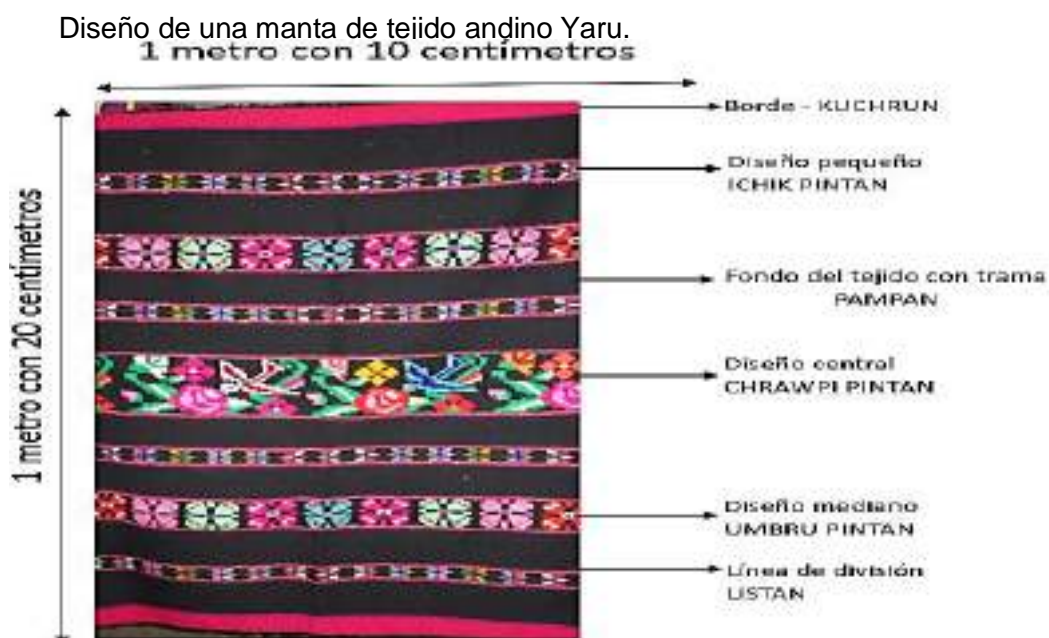 Diseño de una manta de tejido andino Yaru.
1 metro con 10 centímetros
1 metro con 20 centímetros
Borde - KUCHRUN
Diseño pequeño
ICHIK PINTAN
Fondo del tejido con trama
PAMPAN
Diseño central
CHRAWPI PINTAN
Diseño mediano
UMBRU PINTAN
Línea de división
LISTAN